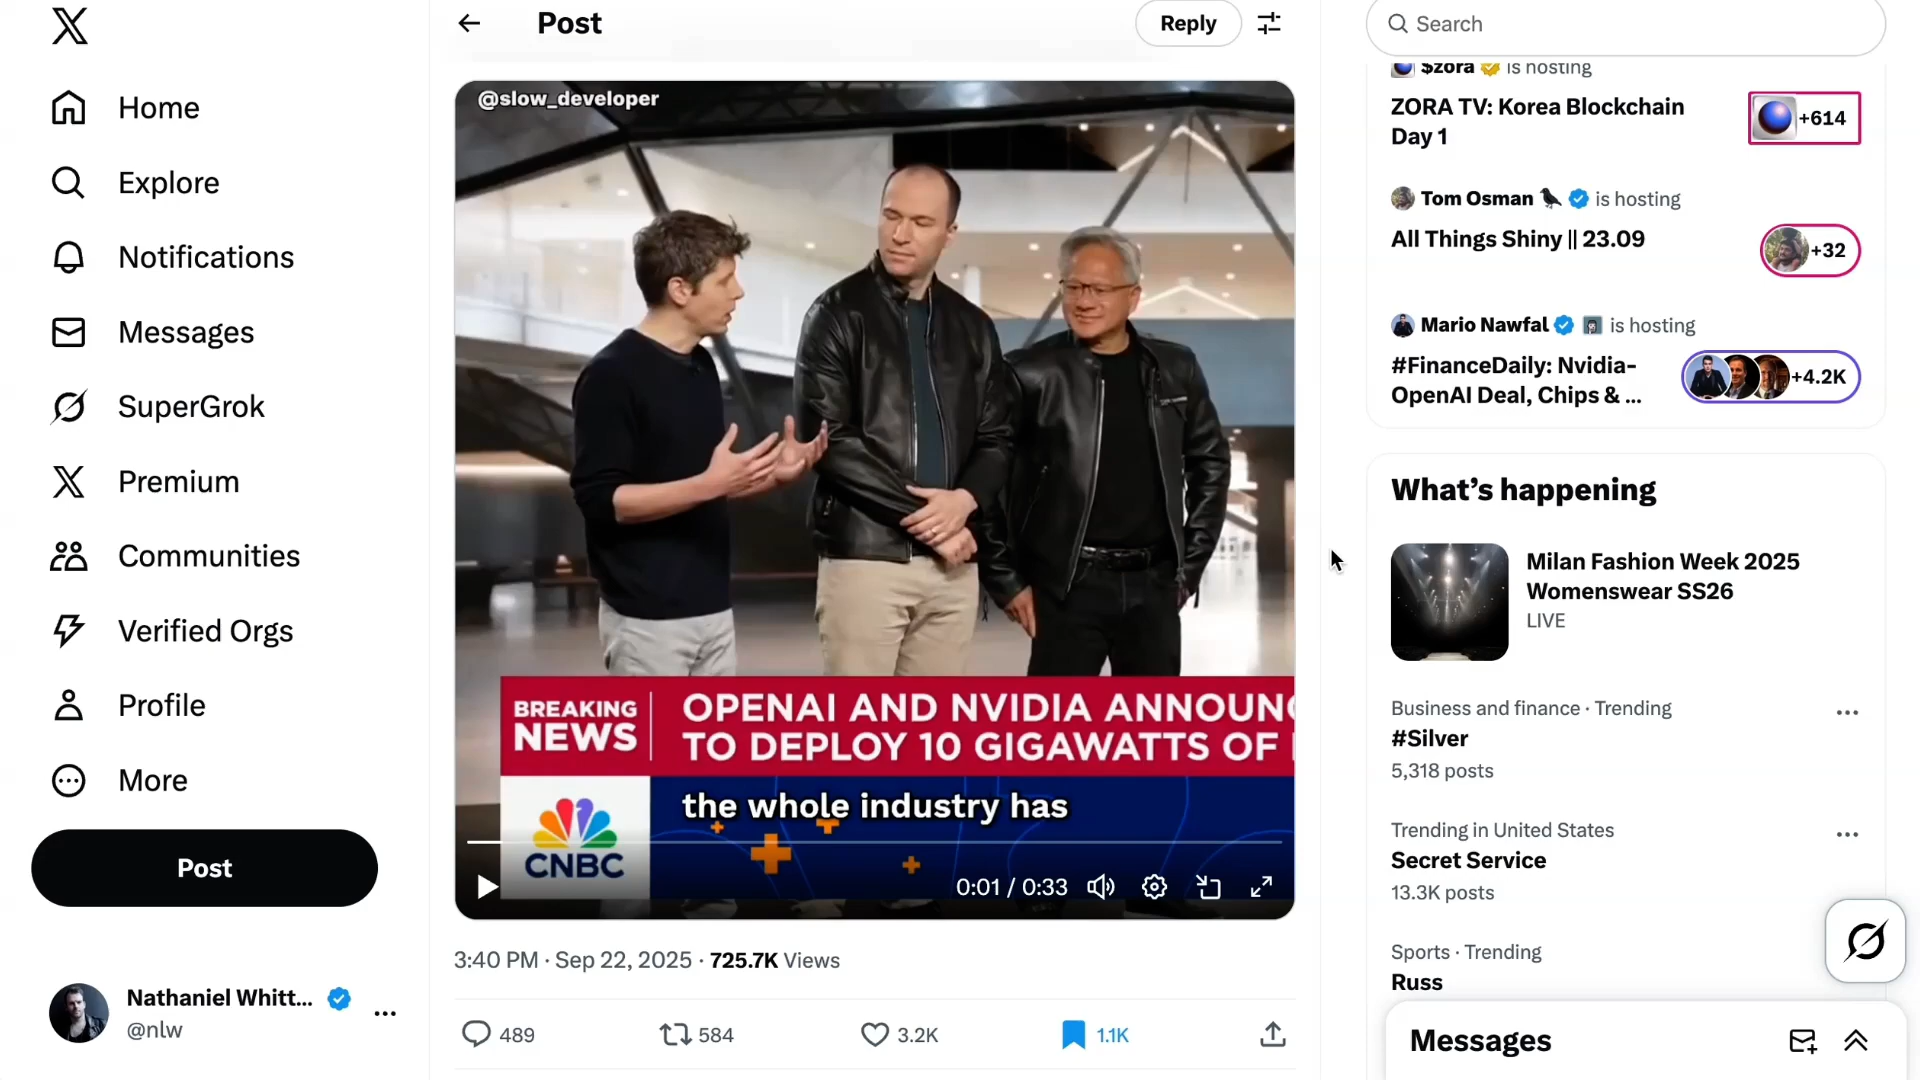 Home
Explore
Notifications
Messages
SuperGrok
Premium
Communities
Verified Orgs
Profile
More
Post
Nathaniel Whitt...
@nlw
Post
Reply
@slow_developer
BREAKING
NEWS
OPENAI AND NVIDIA ANNOUNC
TO DEPLOY 10 GIGAWATTS OF
CNBC
the whole industry has
0:01 / 0:33
3:40 PM · Sep 22, 2025 · 725.7K Views
489
584
3.2K
1.1K
Search
$zora is hosting
ZORA TV: Korea Blockchain
Day 1
+614
Tom Osman is hosting
All Things Shiny || 23.09
+32
Mario Nawfal is hosting
#FinanceDaily: Nvidia-
OpenAI Deal, Chips & ...
+4.2K
What's happening
Milan Fashion Week 2025
Womenswear SS26
LIVE
Business and finance · Trending
#Silver
5,318 posts
Trending in United States
Secret Service
13.3K posts
Sports · Trending
Russ
Messages